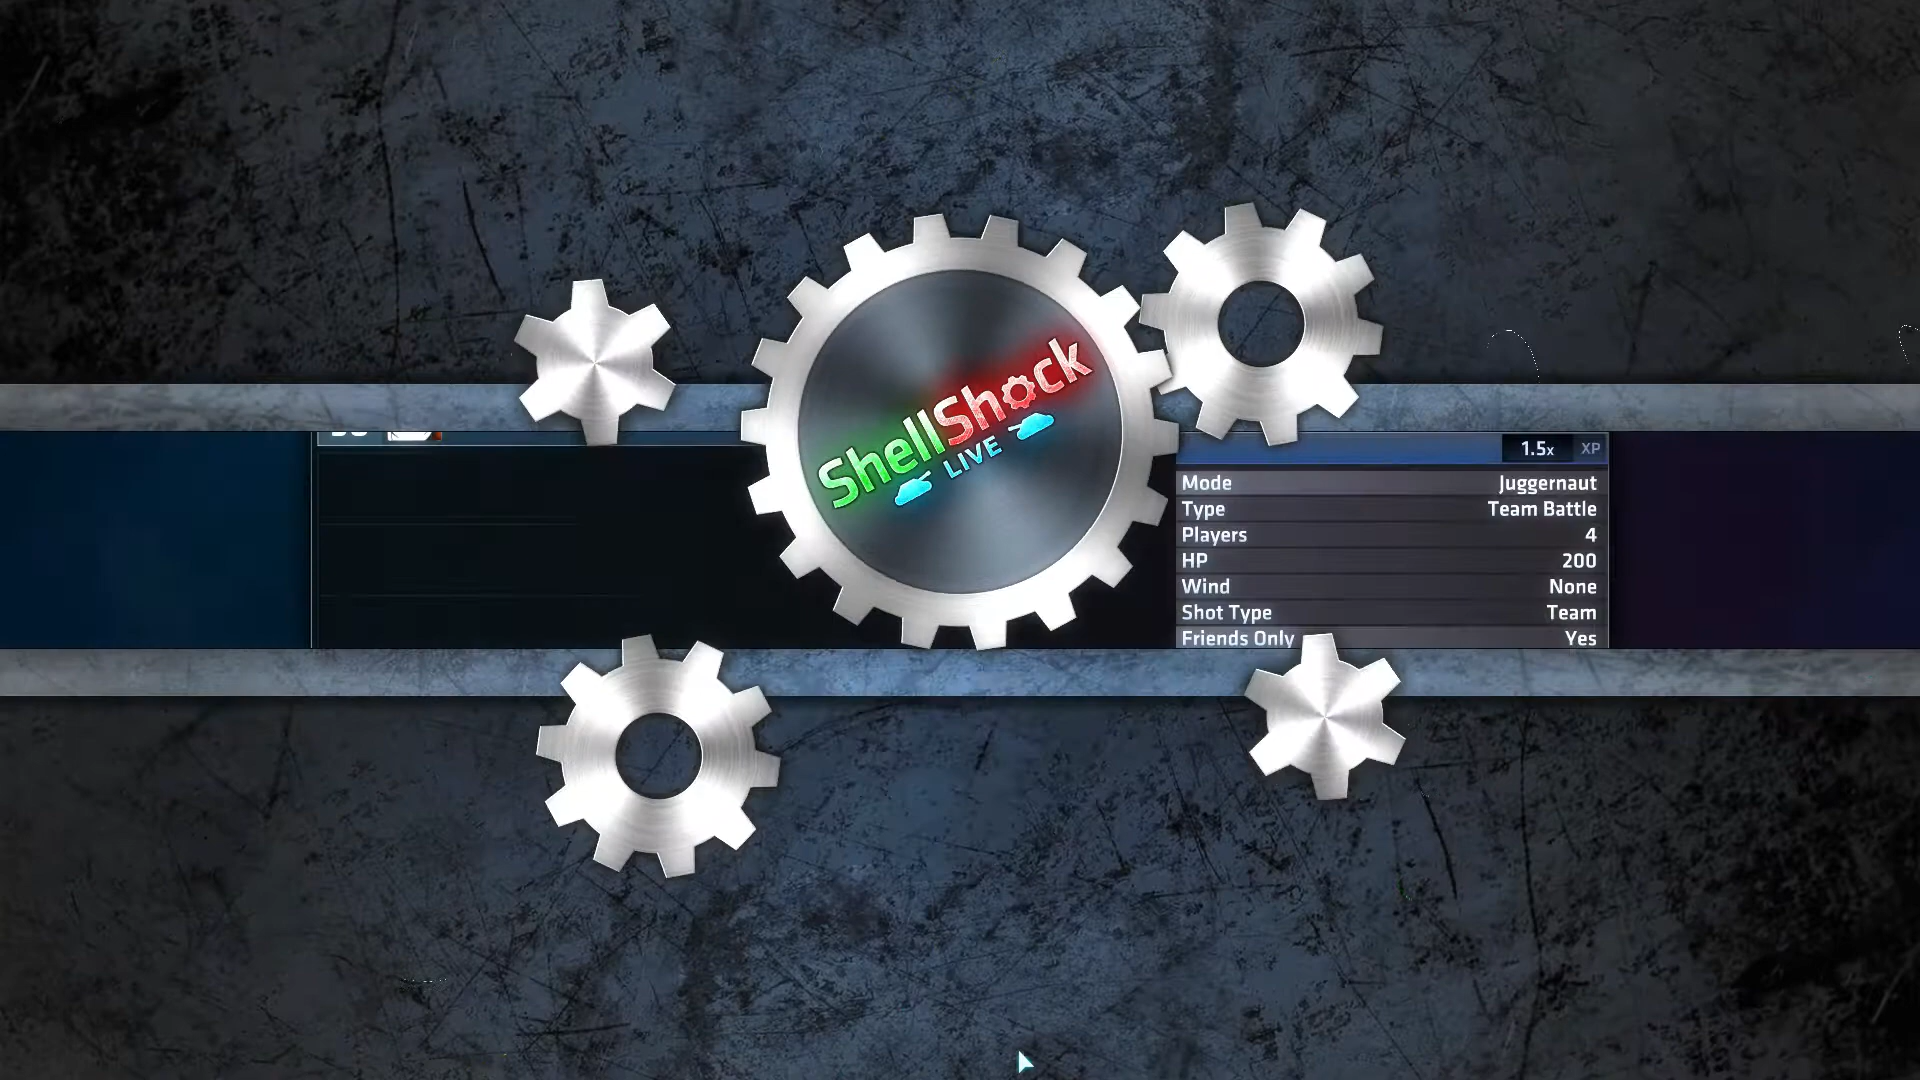 ShellShock
LIVE
1.5x XP
Mode Juggernaut
Type Team Battle
Players 4
HP 200
Wind None
Shot Type Team
Friends Only Yes